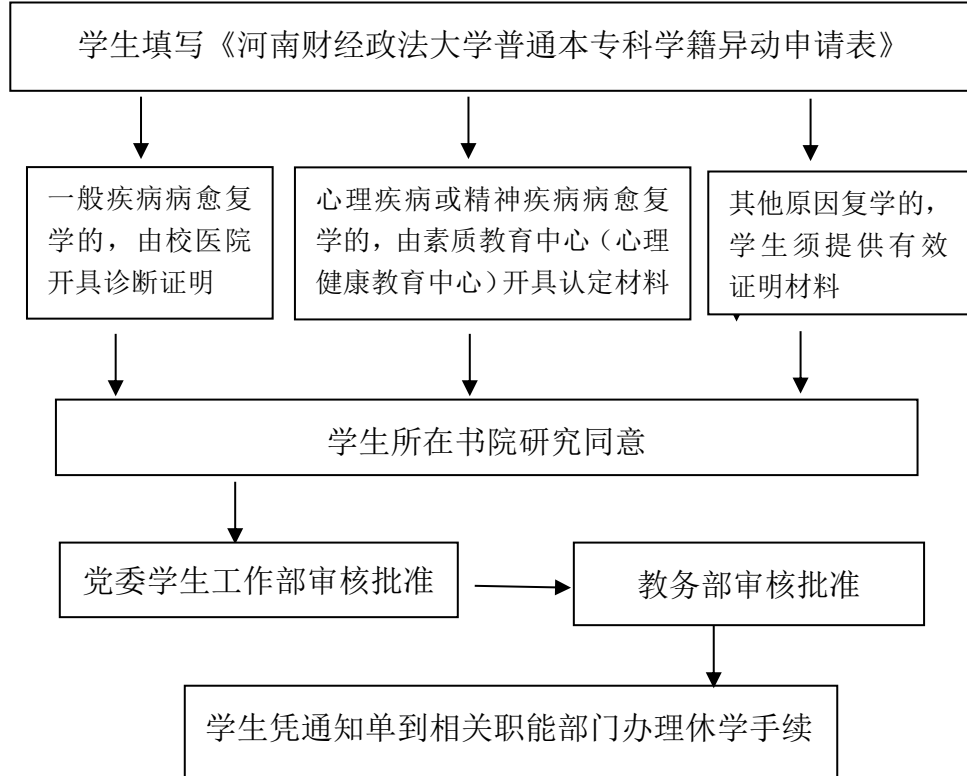 学生填写《河南财经政法大学普通本专科学籍异动申请表》
一般疾病病愈复
学的，由校医院
开具诊断证明
心理疾病或精神疾病病愈复
学的，由素质教育中心（心理
健康教育中心）开具认定材料
其他原因复学的，
学生须提供有效
证明材料
学生所在书院研究同意
党委学生工作部审核批准
教务部审核批准
学生凭通知单到相关职能部门办理休学手续